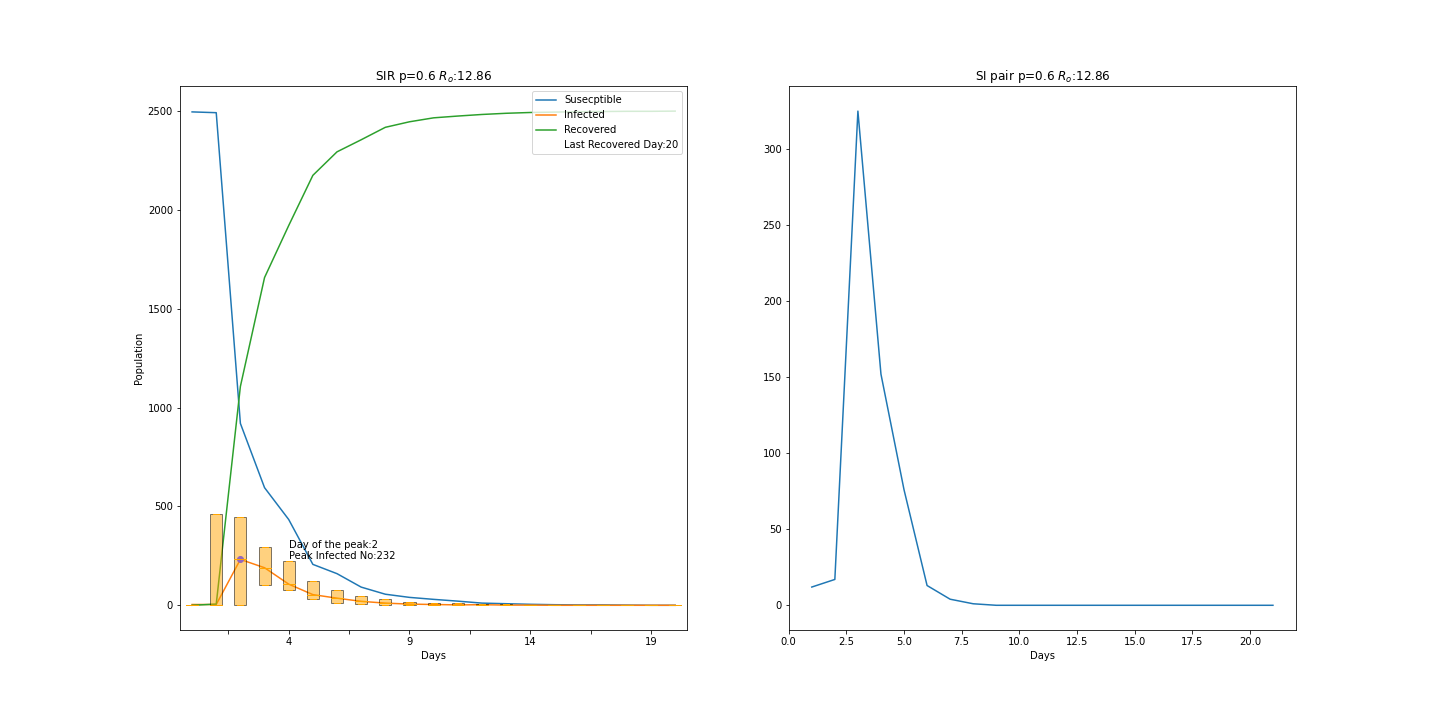 SIR p=0.6 Ro:12.86
Susecptible
Infected
Recovered
Last Recovered Day:20
2500
2000
1500
1000
500
0
Population
Day of the peak:2
Peak Infected No:232
4 9 14 19
Days
SI pair p=0.6 Ro:12.86
300
250
200
150
100
50
0
0.0 2.5 5.0 7.5 10.0 12.5 15.0 17.5 20.0
Days